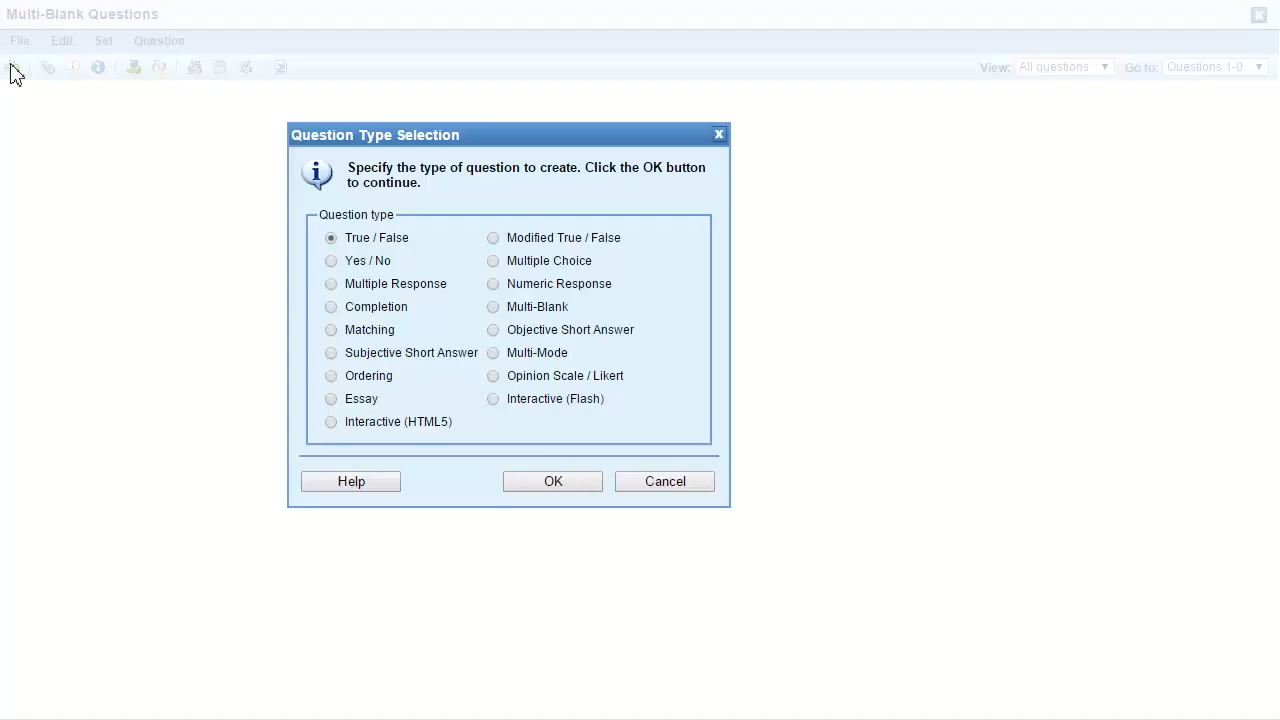 Multi-Blank Questions
File Edit Set Question
View: All questions Go to: Questions 1-0
Question Type Selection
Specify the type of question to create. Click the OK button
to continue.
Question type
True / False Modified True / False
Yes / No Multiple Choice
Multiple Response Numeric Response
Completion Multi-Blank
Matching Objective Short Answer
Subjective Short Answer Multi-Mode
Ordering Opinion Scale / Likert
Essay Interactive (Flash)
Interactive (HTML5)
Help OK Cancel